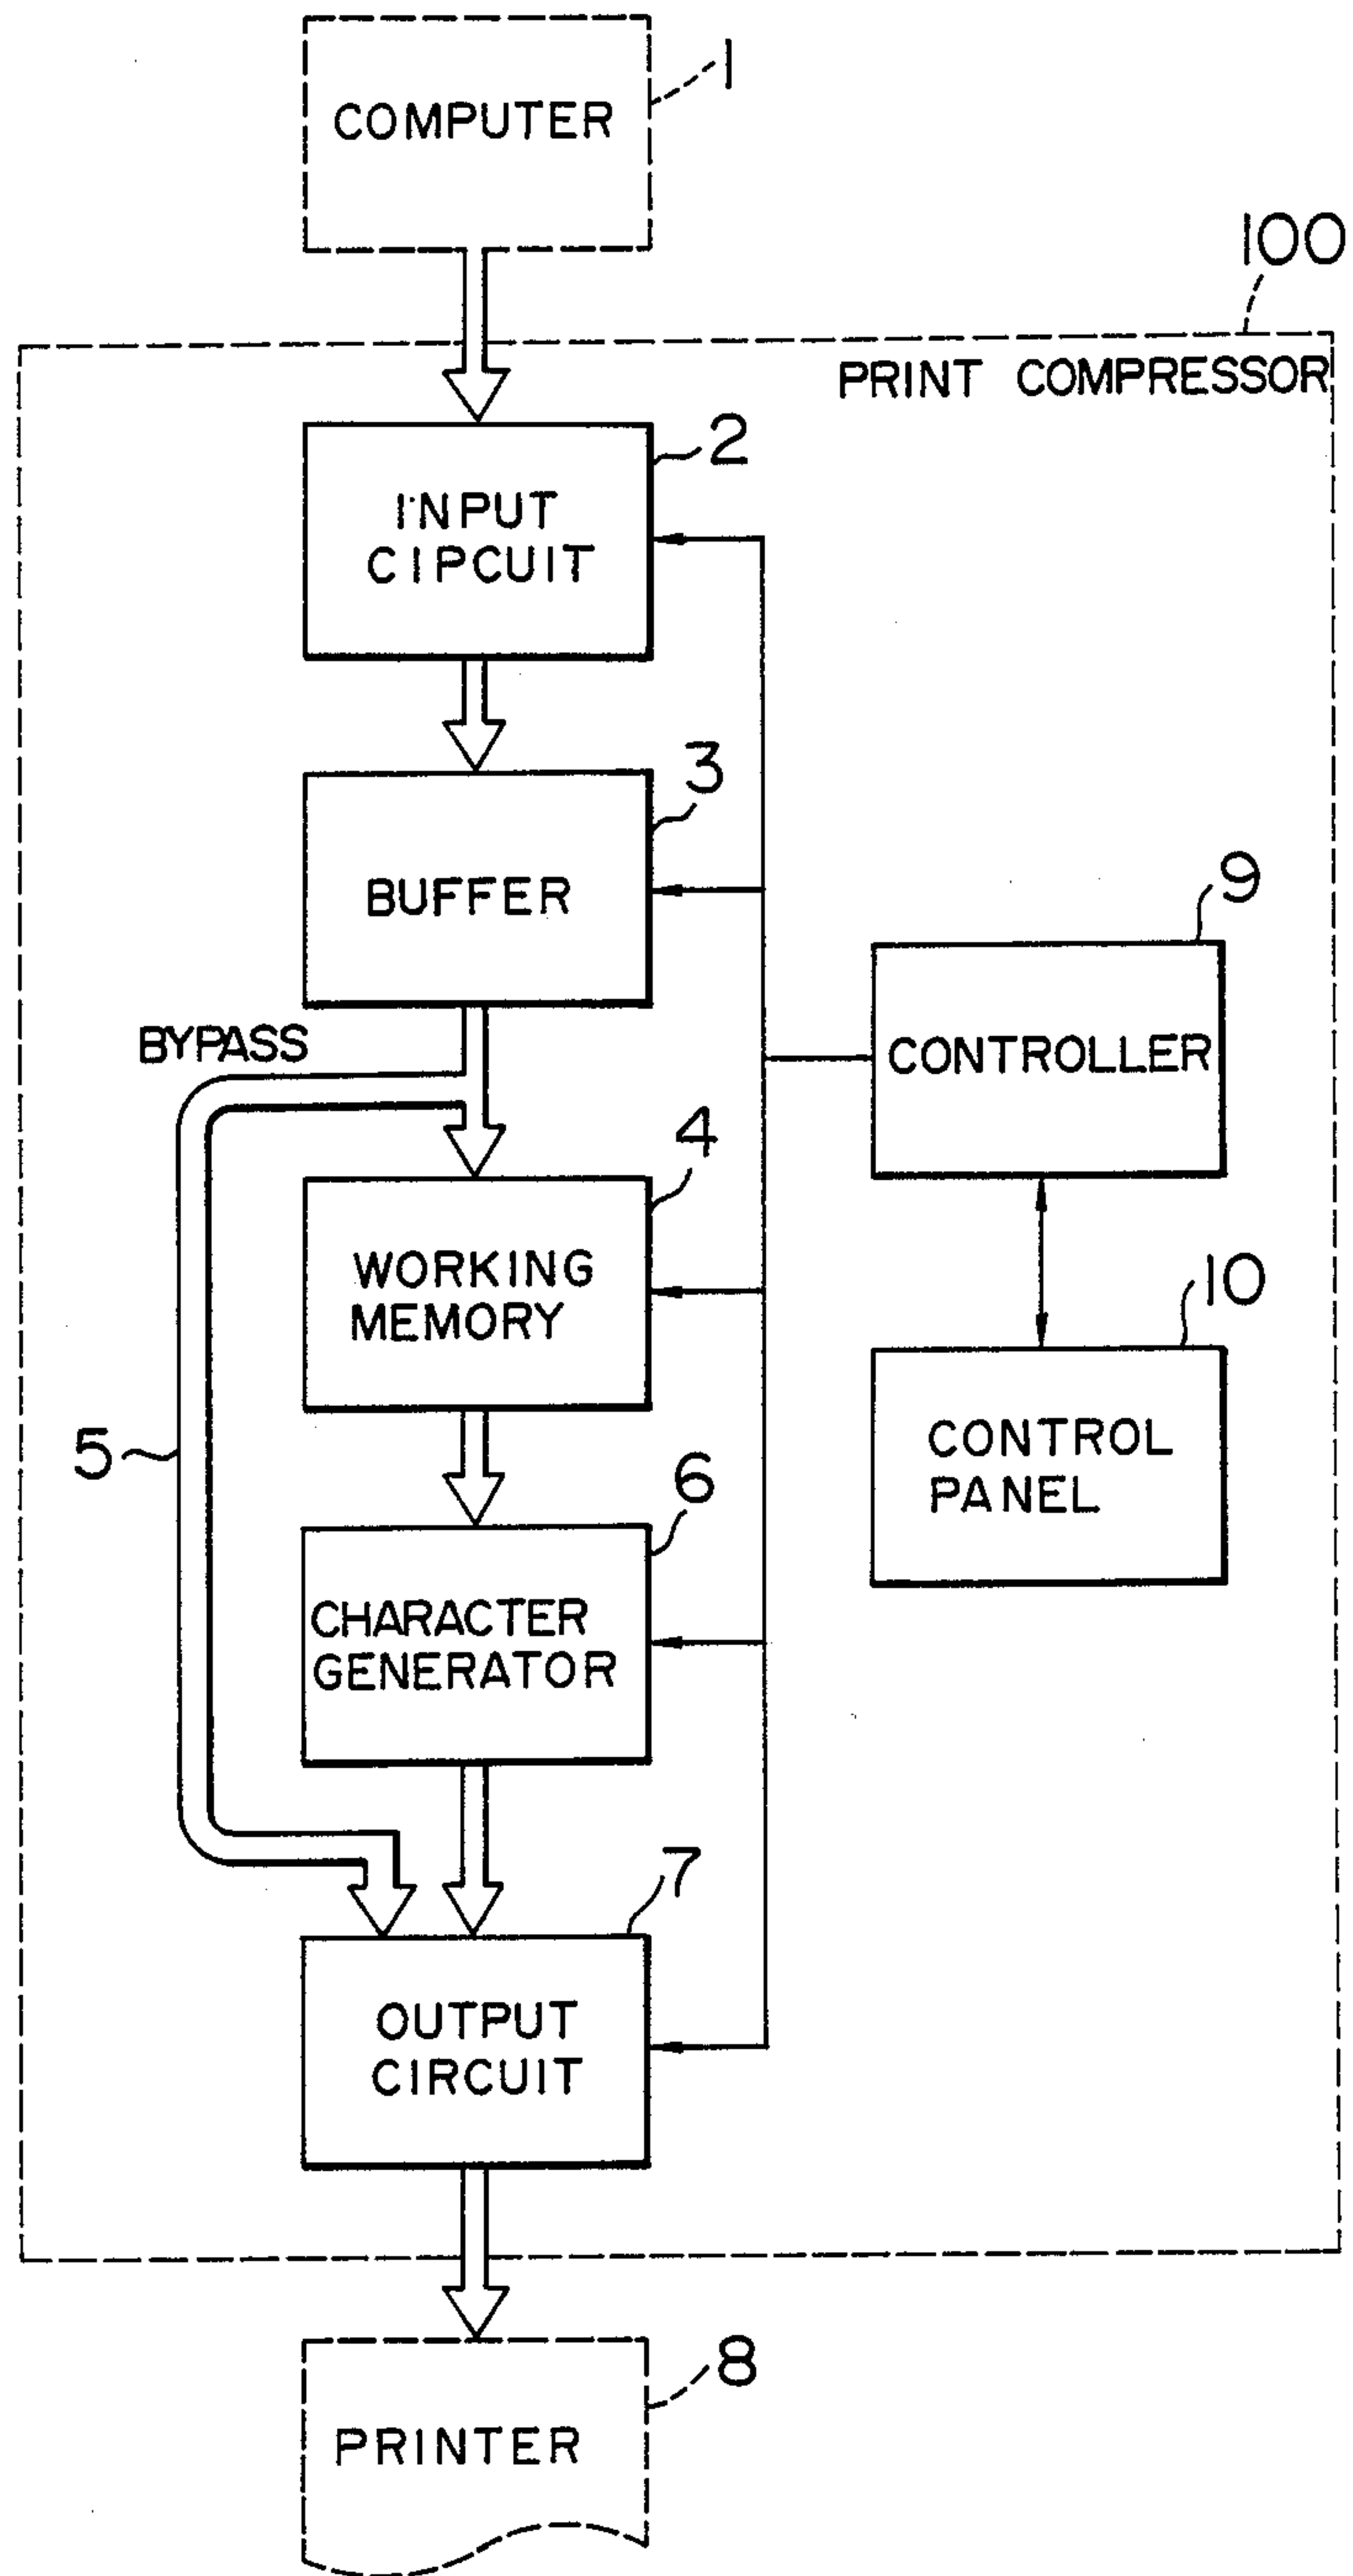 COMPUTER
1
100
PRINT COMPRESSOR
2
INPUT
CIPCUIT
3
BUFFER
9
CONTROLLER
BYPASS
4
WORKING
MEMORY
10
CONTROL
PANEL
5
6
CHARACTER
GENERATOR
7
OUTPUT
CIRCUIT
8
PRINTER